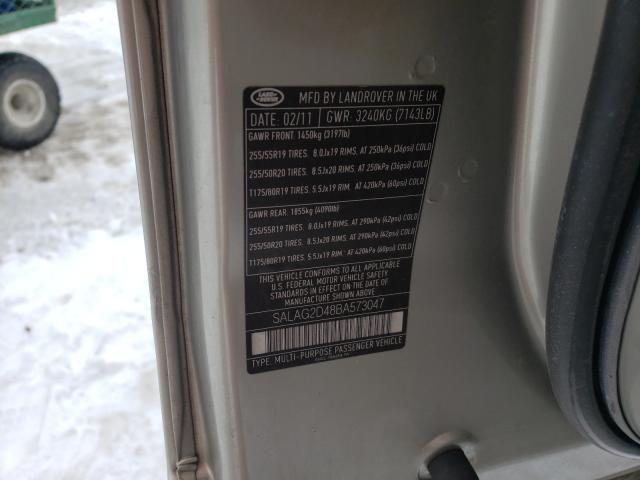 LAND ROVER
MFD BY LANDROVER IN THE UK
DATE: 02/11 GWR: 3240KG (7143LB)
GAWR FRONT: 1450kg (3197lb)
255/55R19 TIRES. 8.0Jx19 RIMS. AT 250kPa (36psi) COLD
255/50R20 TIRES. 8.5Jx20 RIMS. AT 250kPa (36psi) COLD
T175/80R19 TIRES. 5.5Jx19 RIM. AT 420kPa (60psi) COLD
GAWR REAR: 1855kg (4090lb)
255/55R19 TIRES. 8.0Jx19 RIMS. AT 290kPa (42psi) COLD
255/50R20 TIRES. 8.5Jx20 RIMS. AT 290kPa (42psi) COLD
T175/80R19 TIRES. 5.5Jx19 RIM. AT 420kPa (60psi) COLD
THIS VEHICLE CONFORMS TO ALL APPLICABLE
U.S. FEDERAL MOTOR VEHICLE SAFETY
STANDARDS IN EFFECT ON THE DATE OF
MANUFACTURE SHOWN ABOVE.
SALAG2D48BA573047
TYPE: MULTI-PURPOSE PASSENGER VEHICLE